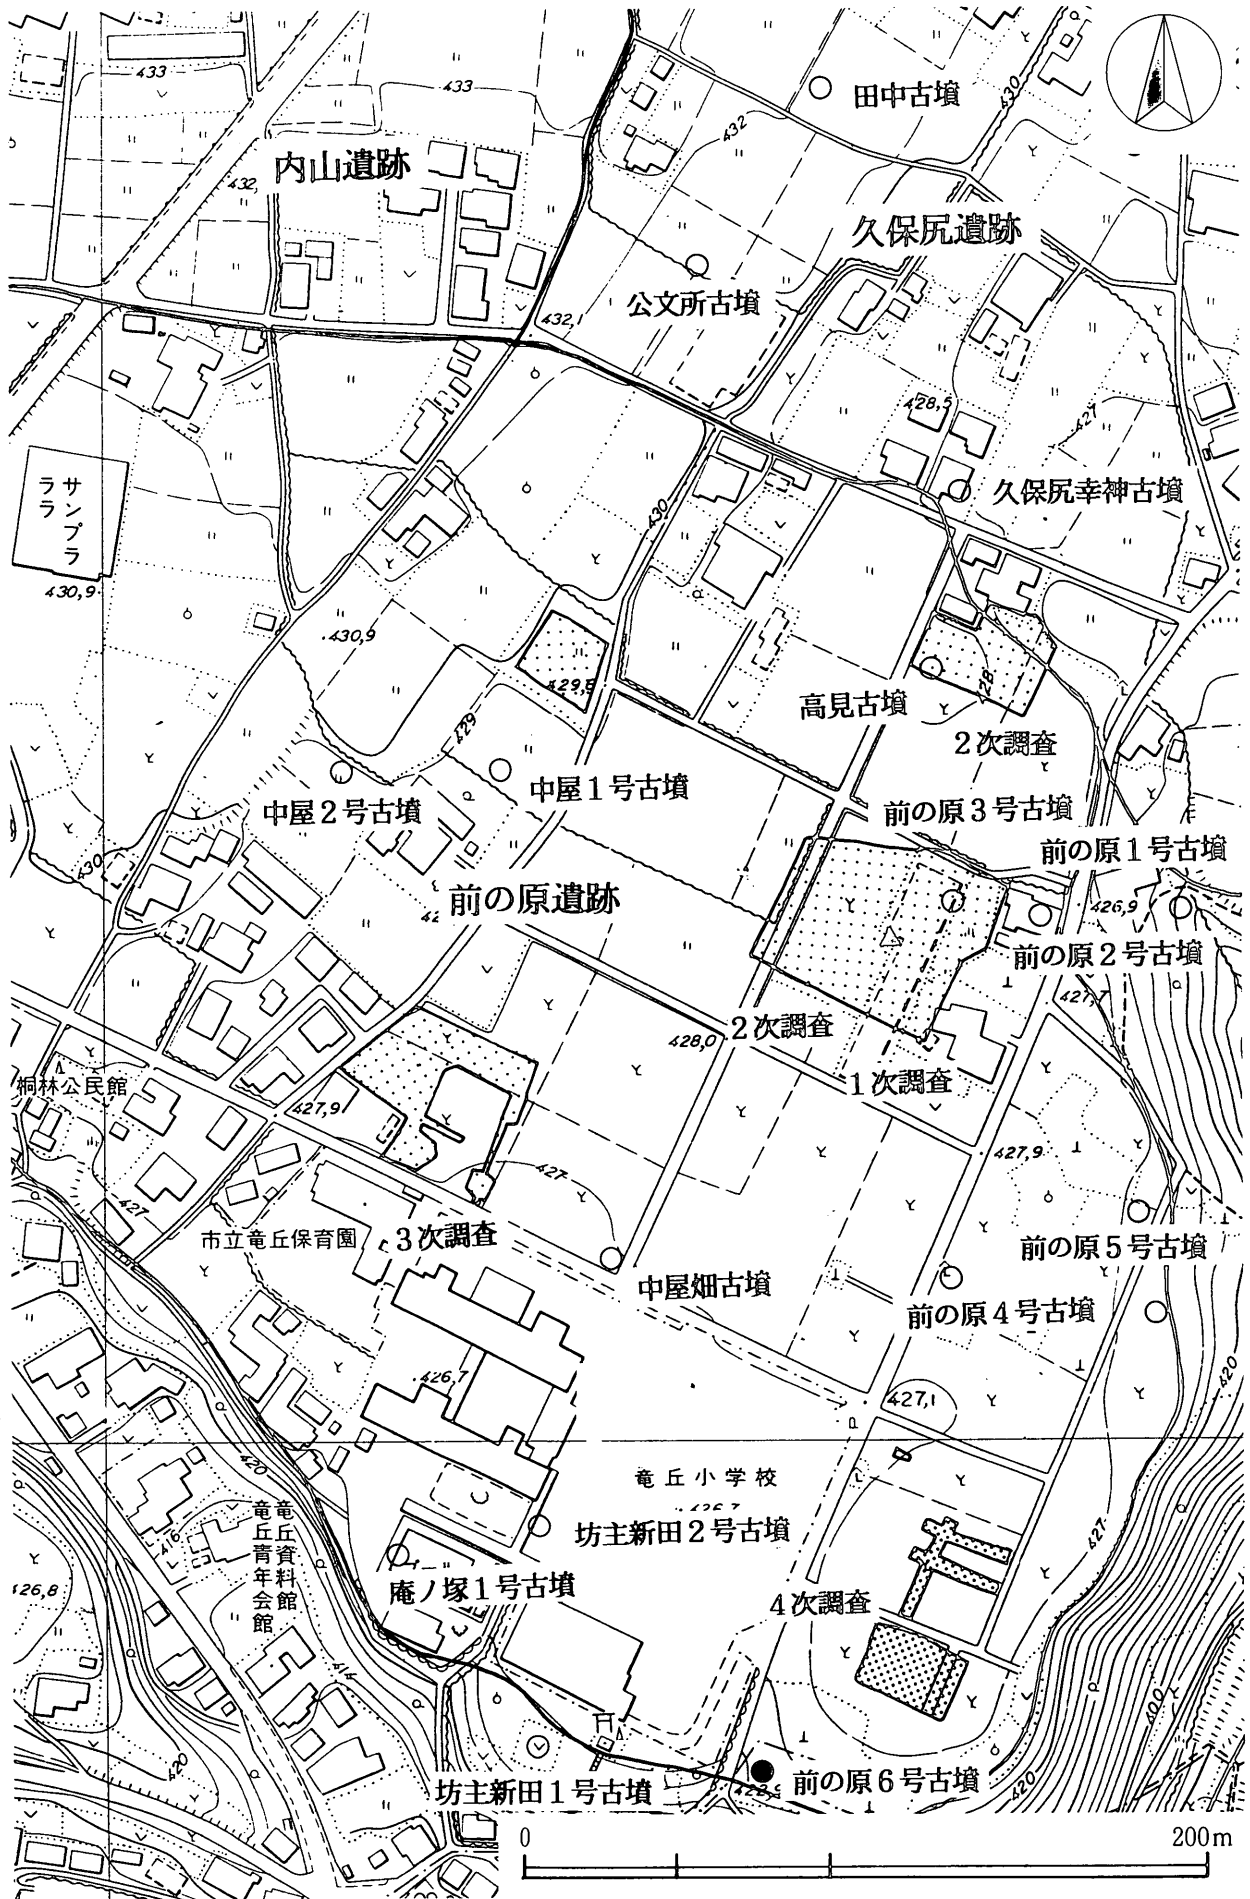 433
433
田中古墳
430
432
内山遺跡
432,
久保尻遺跡
公文所古墳
432,
428,5
427
サンプラ
ララ
430
久保尻幸神古墳
430,9
430,9
429,8
428
高見古墳
2次調査
429
中屋1号古墳
中屋2号古墳
前の原3号古墳
前の原1号古墳
430
前の原遺跡
426,9
前の原2号古墳
427,7
428,0
2次調査
1次調査
桐林公民館
427,9
427,9
427
427
市立竜丘保育園
3次調査
前の原5号古墳
中屋畑古墳
前の原4号古墳
426,7
420
427,1
420
竜丘小学校
426,7
坊主新田2号古墳
427
竜丘資料館
竜丘青年会館
416
426,8
庵ノ塚1号古墳
4次調査
414
400
420
420
坊主新田1号古墳
前の原6号古墳
0
200m